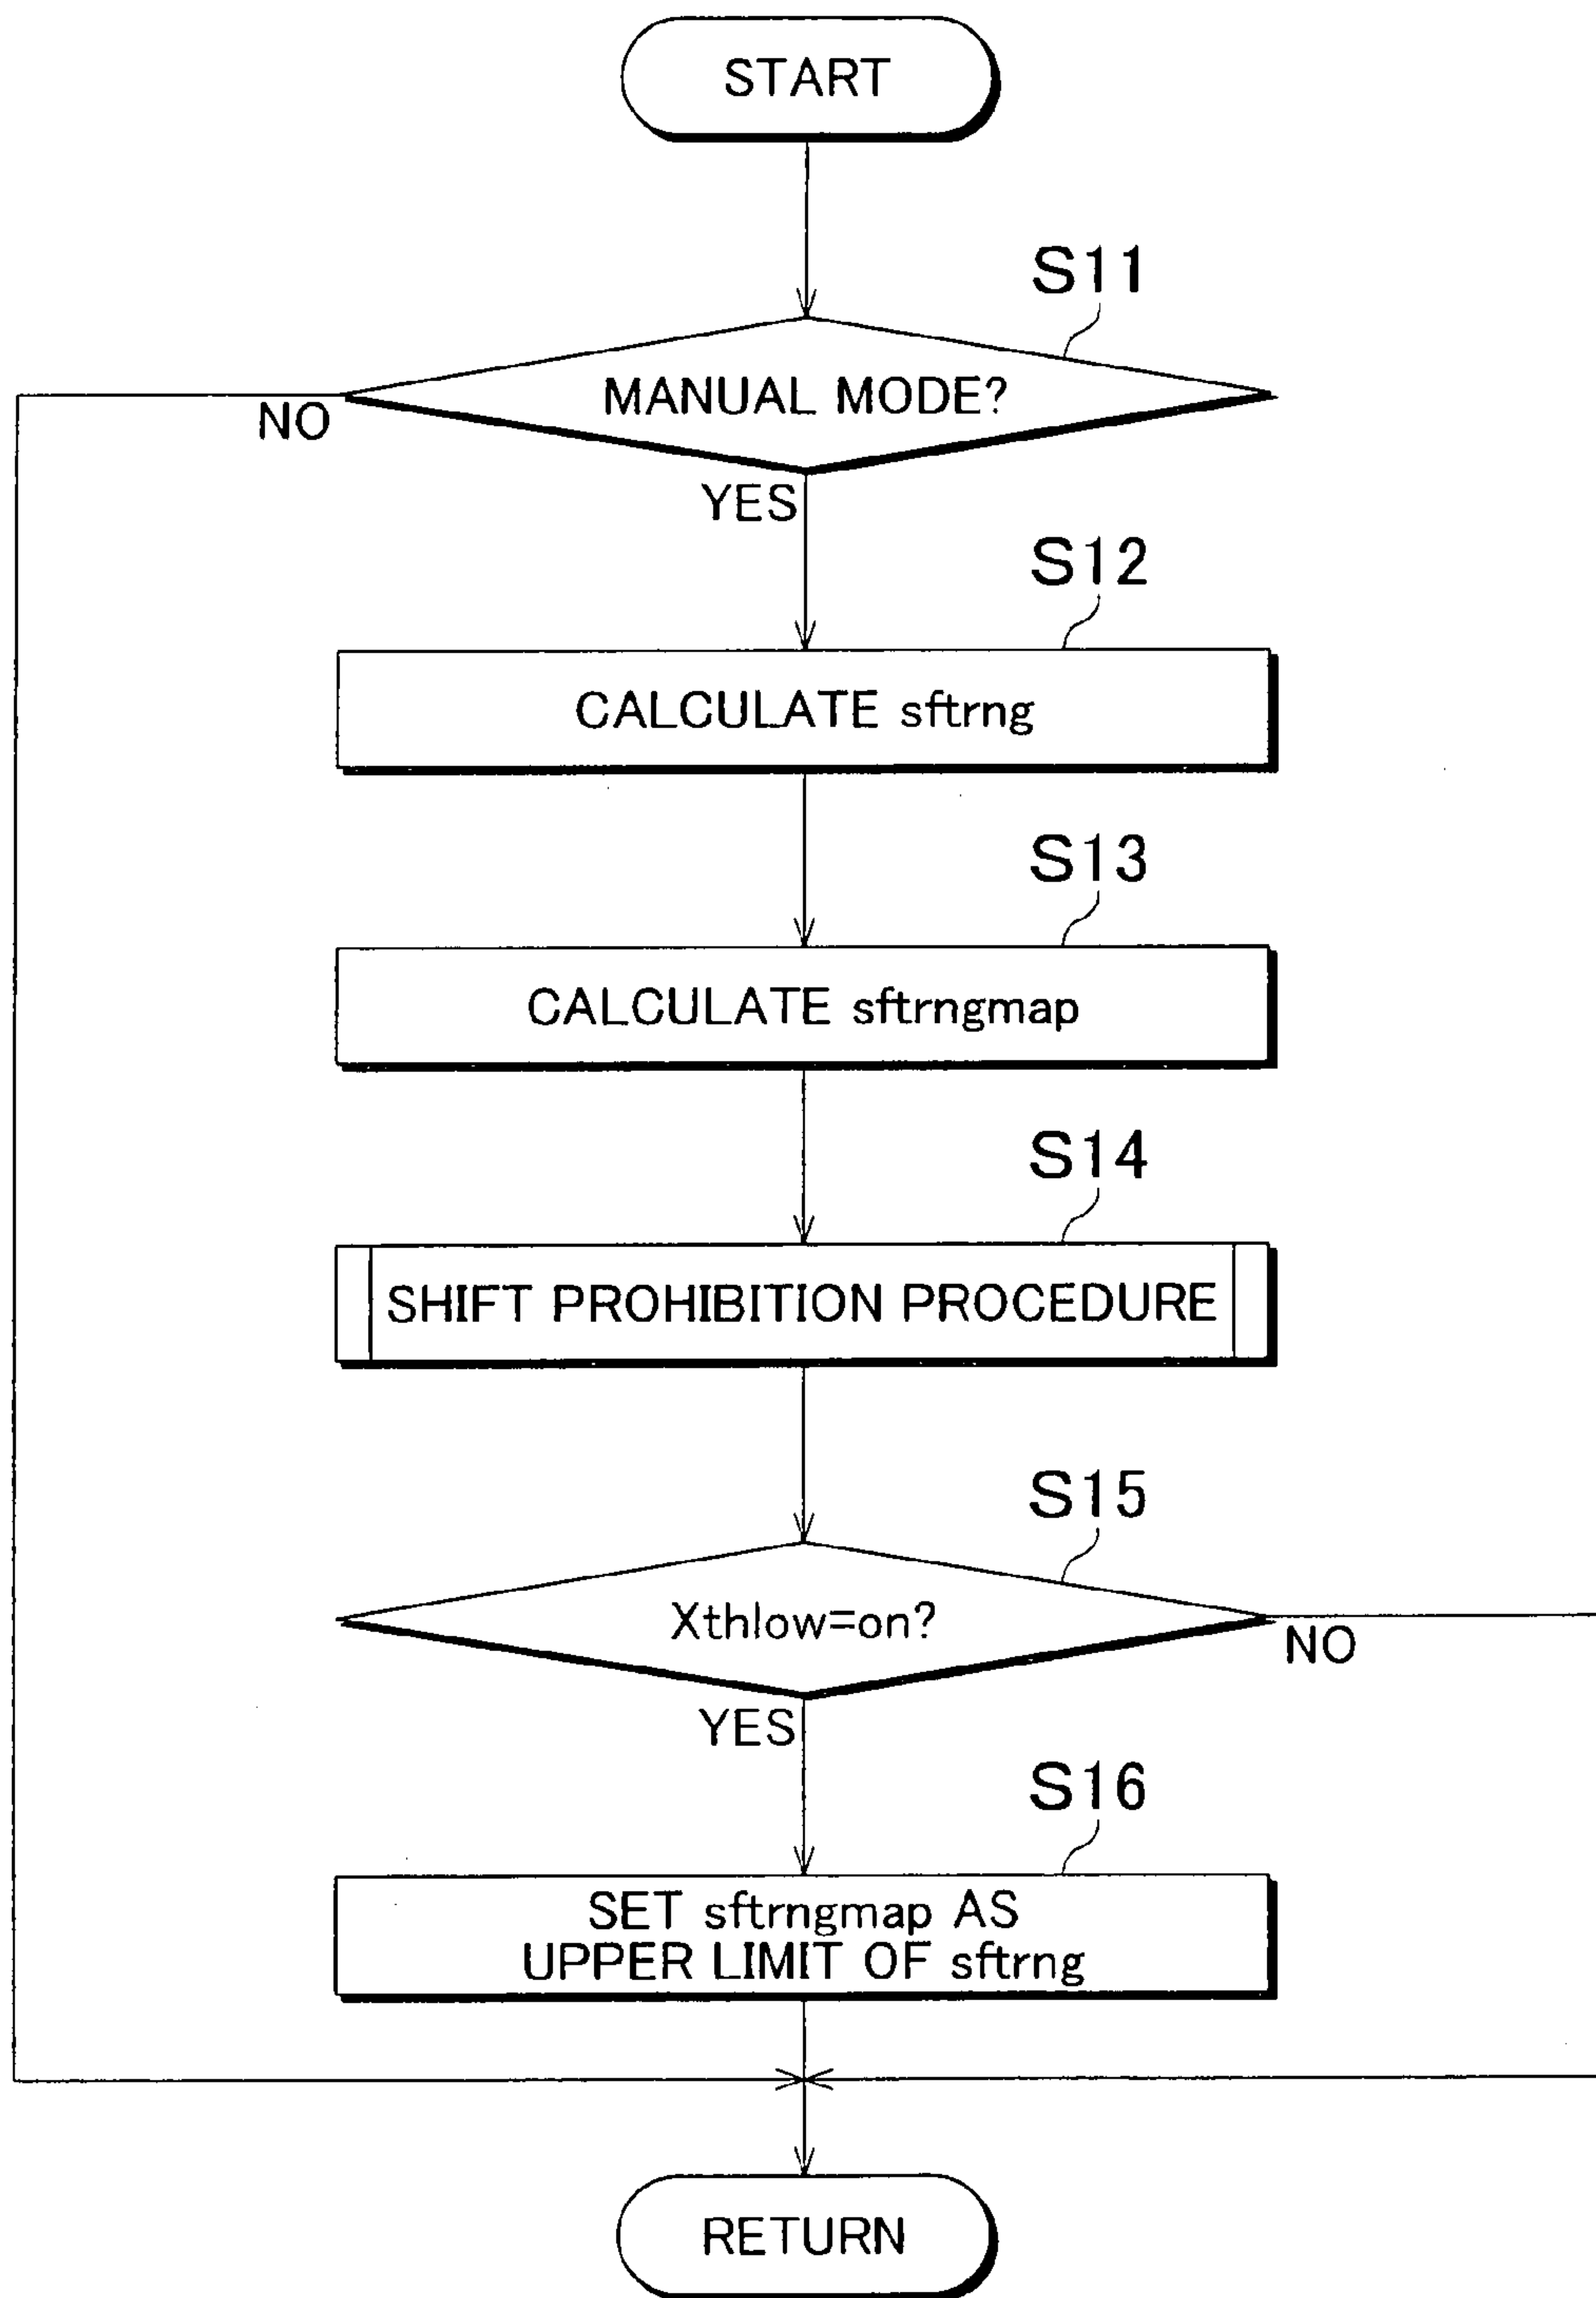 START
S11
MANUAL MODE?
NO
YES
S12
CALCULATE sftrng
S13
CALCULATE sftrngmap
S14
SHIFT PROHIBITION PROCEDURE
S15
Xthlow=on?
NO
YES
S16
SET sftrngmap AS
UPPER LIMIT OF sftrng
RETURN